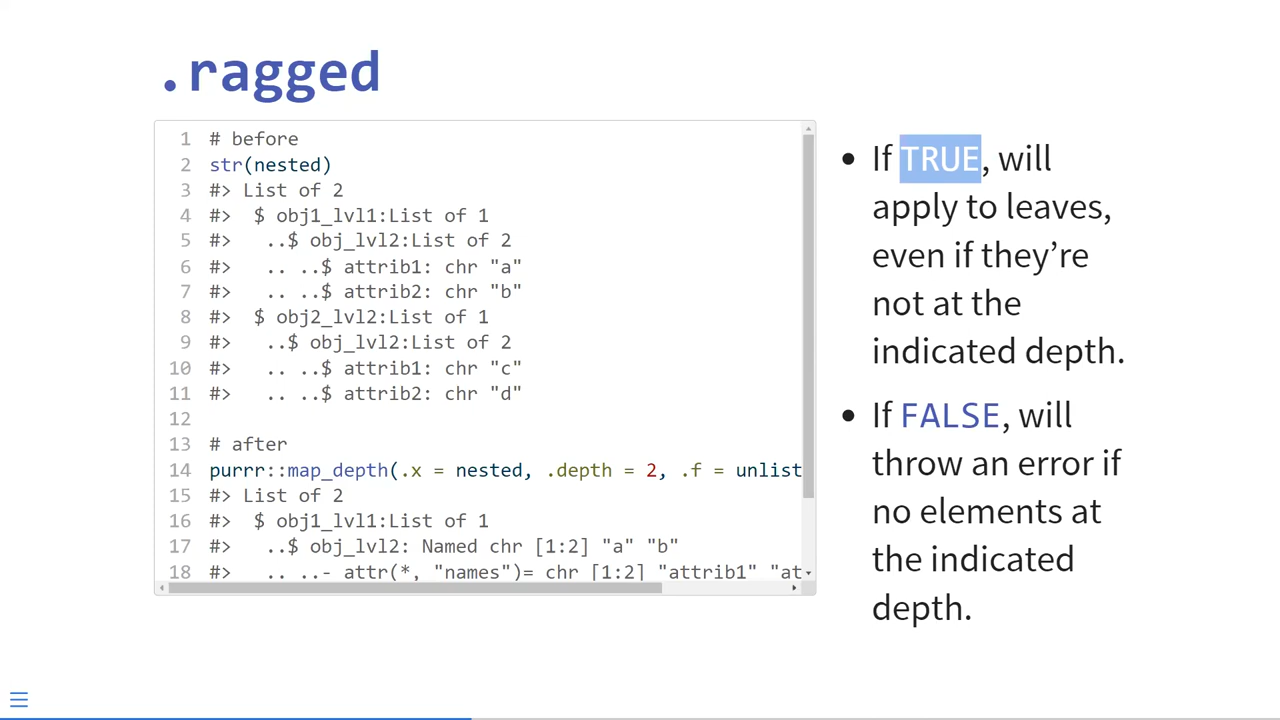 .ragged
1 # before
2 str(nested)
3 #> List of 2
4 #>  $ obj1_lvl1:List of 1
5 #>   ..$ obj_lvl2:List of 2
6 #>   .. ..$ attrib1: chr "a"
7 #>   .. ..$ attrib2: chr "b"
8 #>  $ obj2_lvl2:List of 1
9 #>   ..$ obj_lvl2:List of 2
10 #>   .. ..$ attrib1: chr "c"
11 #>   .. ..$ attrib2: chr "d"
12
13 # after
14 purrr::map_depth(.x = nested, .depth = 2, .f = unlist
15 #> List of 2
16 #>  $ obj1_lvl1:List of 1
17 #>   ..$ obj_lvl2: Named chr [1:2] "a" "b"
18 #>   .. ..- attr(*, "names")= chr [1:2] "attrib1" "at
• If TRUE, will
apply to leaves,
even if they’re
not at the
indicated depth.
• If FALSE, will
throw an error if
no elements at
the indicated
depth.